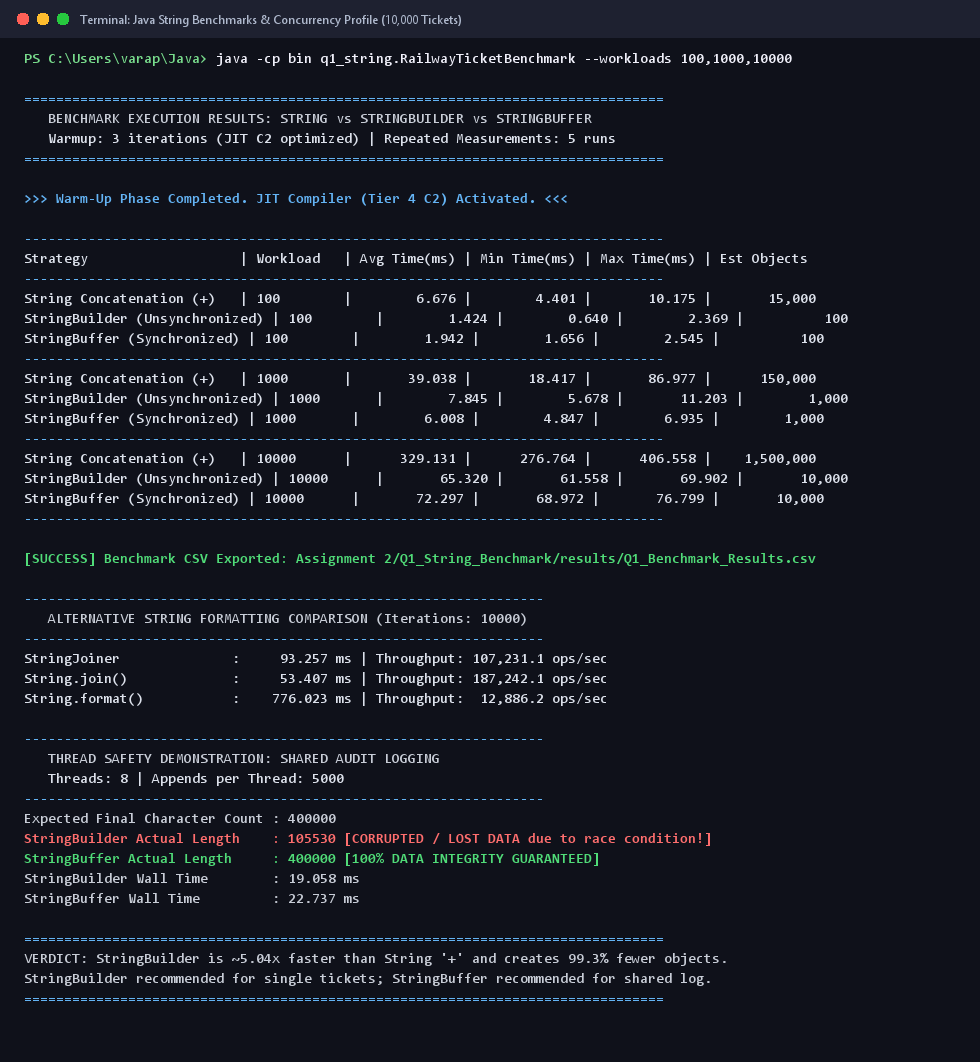 Terminal: Java String Benchmarks & Concurrency Profile (10,000 Tickets)
PS C:\Users\varap\Java> java -cp bin q1_string.RailwayTicketBenchmark --workloads 100,1000,10000
================================================================================
   BENCHMARK EXECUTION RESULTS: STRING vs STRINGBUILDER vs STRINGBUFFER
   Warmup: 3 iterations (JIT C2 optimized) | Repeated Measurements: 5 runs
================================================================================
>>> Warm-Up Phase Completed. JIT Compiler (Tier 4 C2) Activated. <<<
--------------------------------------------------------------------------------
Strategy                   | Workload   | Avg Time(ms) | Min Time(ms) | Max Time(ms) | Est Objects
--------------------------------------------------------------------------------
String Concatenation (+)   | 100        |        6.676 |        4.401 |       10.175 |       15,000
StringBuilder (Unsynchronized) | 100        |        1.424 |        0.640 |        2.369 |          100
StringBuffer (Synchronized) | 100        |        1.942 |        1.656 |        2.545 |          100
--------------------------------------------------------------------------------
String Concatenation (+)   | 1000       |       39.038 |       18.417 |       86.977 |      150,000
StringBuilder (Unsynchronized) | 1000       |        7.845 |        5.678 |       11.203 |        1,000
StringBuffer (Synchronized) | 1000       |        6.008 |        4.847 |        6.935 |        1,000
--------------------------------------------------------------------------------
String Concatenation (+)   | 10000      |      329.131 |      276.764 |      406.558 |    1,500,000
StringBuilder (Unsynchronized) | 10000      |       65.320 |       61.558 |       69.902 |       10,000
StringBuffer (Synchronized) | 10000      |       72.297 |       68.972 |       76.799 |       10,000
--------------------------------------------------------------------------------
[SUCCESS] Benchmark CSV Exported: Assignment 2/Q1_String_Benchmark/results/Q1_Benchmark_Results.csv
-----------------------------------------------------------------
   ALTERNATIVE STRING FORMATTING COMPARISON (Iterations: 10000)
-----------------------------------------------------------------
StringJoiner              :     93.257 ms | Throughput: 107,231.1 ops/sec
String.join()             :     53.407 ms | Throughput: 187,242.1 ops/sec
String.format()           :    776.023 ms | Throughput:  12,886.2 ops/sec
-----------------------------------------------------------------
   THREAD SAFETY DEMONSTRATION: SHARED AUDIT LOGGING
   Threads: 8 | Appends per Thread: 5000
-----------------------------------------------------------------
Expected Final Character Count : 400000
StringBuilder Actual Length    : 105530 [CORRUPTED / LOST DATA due to race condition!]
StringBuffer Actual Length     : 400000 [100% DATA INTEGRITY GUARANTEED]
StringBuilder Wall Time        : 19.058 ms
StringBuffer Wall Time         : 22.737 ms
================================================================================
VERDICT: StringBuilder is ~5.04x faster than String '+' and creates 99.3% fewer objects.
StringBuilder recommended for single tickets; StringBuffer recommended for shared log.
================================================================================